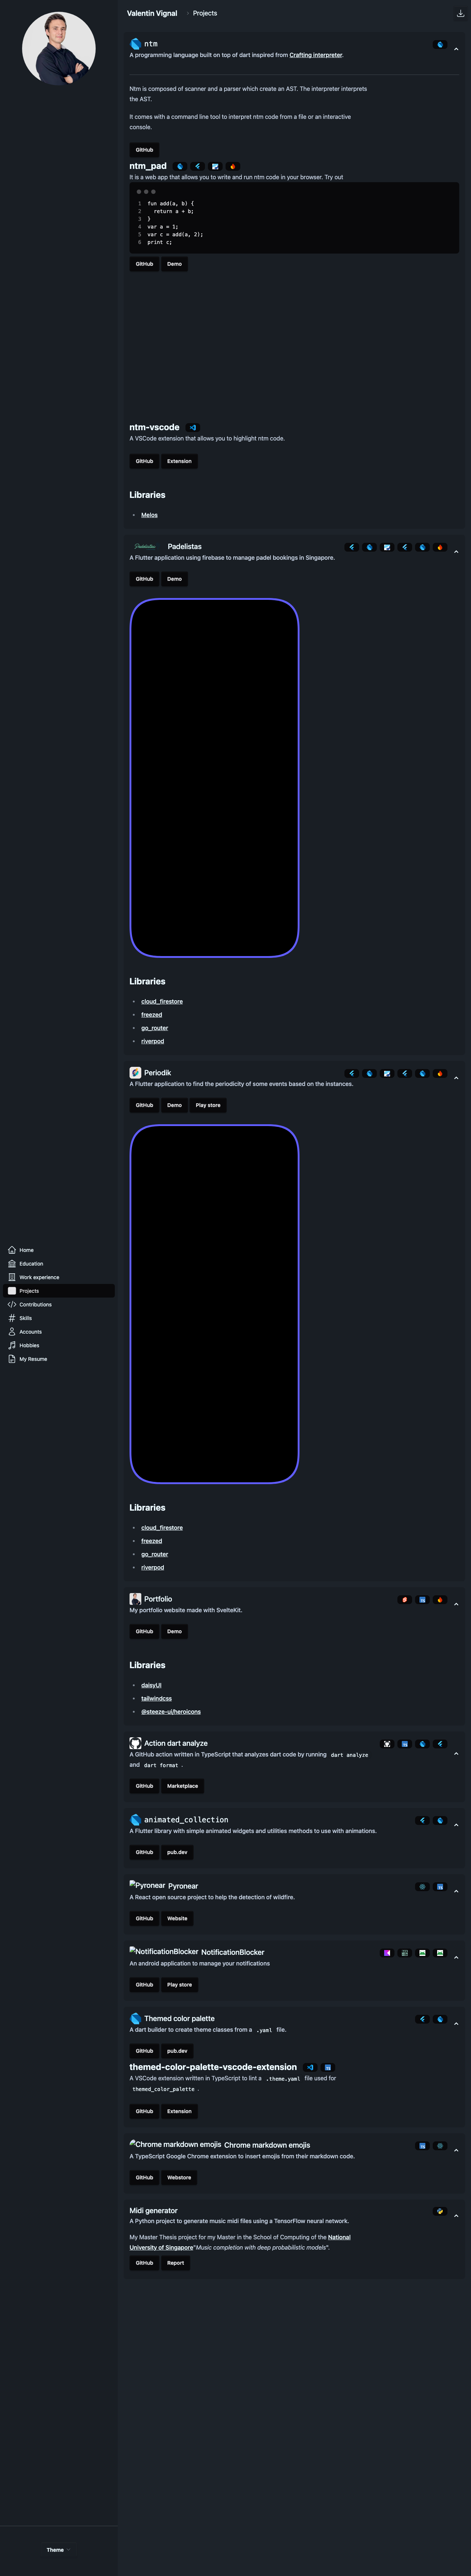 Valentin Vignal
Projects
ntm
A programming language built on top of dart inspired from Crafting interpreter.
Ntm is composed of scanner and a parser which create an AST. The interpreter interprets
the AST.
It comes with a command line tool to interpret ntm code from a file or an interactive
console.
GitHub
ntm_pad
It is a web app that allows you to write and run ntm code in your browser. Try out
1 fun add(a, b) {
2 return a + b;
3 }
4 var a = 1;
5 var c = add(a, 2);
6 print c;
GitHub Demo
ntm-vscode
A VSCode extension that allows you to highlight ntm code.
GitHub Extension
Libraries
Melos
Padelistas
Padelistas
A Flutter application using firebase to manage padel bookings in Singapore.
GitHub Demo
Libraries
cloud_firestore
freezed
go_router
riverpod
Periodik
A Flutter application to find the periodicity of some events based on the instances.
GitHub Demo Play store
Home
Education
Work experience
Projects
Contributions
Skills
Accounts
Hobbies
My Resume
Libraries
cloud_firestore
freezed
go_router
riverpod
Portfolio
My portfolio website made with SvelteKit.
GitHub Demo
Libraries
daisyUI
tailwindcss
@steeze-ui/heroicons
Action dart analyze
A GitHub action written in TypeScript that analyzes dart code by running dart analyze
and dart format .
GitHub Marketplace
animated_collection
A Flutter library with simple animated widgets and utilities methods to use with animations.
GitHub pub.dev
Pyronear Pyronear
A React open source project to help the detection of wildfire.
GitHub Website
NotificationBlocker NotificationBlocker
An android application to manage your notifications
GitHub Play store
Themed color palette
A dart builder to create theme classes from a .yaml file.
GitHub pub.dev
themed-color-palette-vscode-extension
A VSCode extension written in TypeScript to lint a .theme.yaml file used for
themed_color_palette .
GitHub Extension
Chrome markdown emojis Chrome markdown emojis
A TypeScript Google Chrome extension to insert emojis from their markdown code.
GitHub Webstore
Midi generator
A Python project to generate music midi files using a TensorFlow neural network.
My Master Thesis project for my Master in the School of Computing of the National
University of Singapore"Music completion with deep probabilistic models".
GitHub Report
Theme